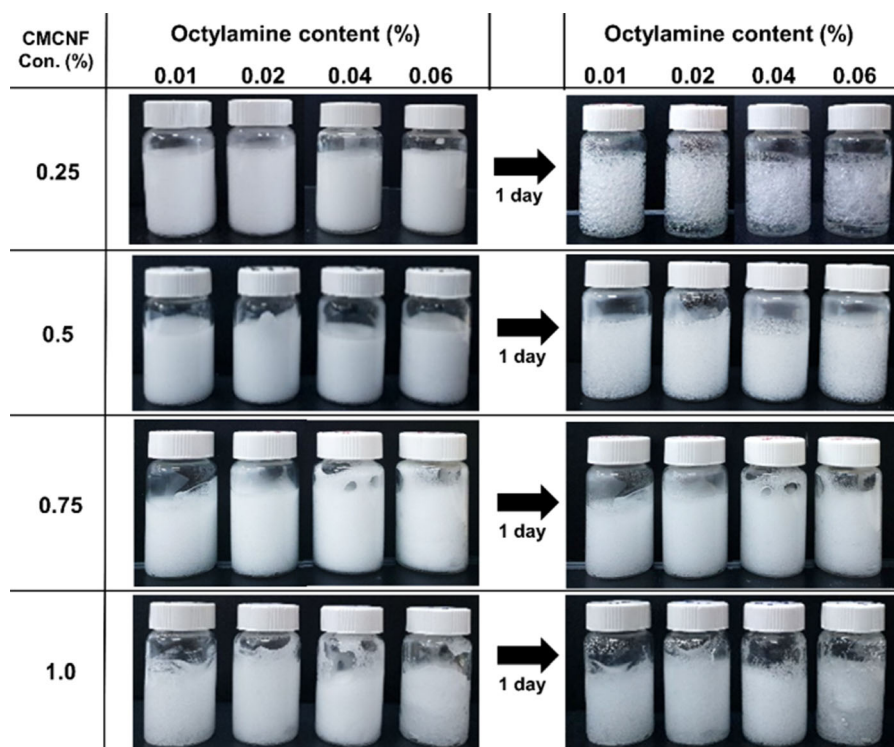 CMCNF
Con. (%)
Octylamine content (%)
Octylamine content (%)
0.01 0.02 0.04 0.06
0.01 0.02 0.04 0.06
0.25
1 day
0.5
1 day
0.75
1 day
1.0
1 day